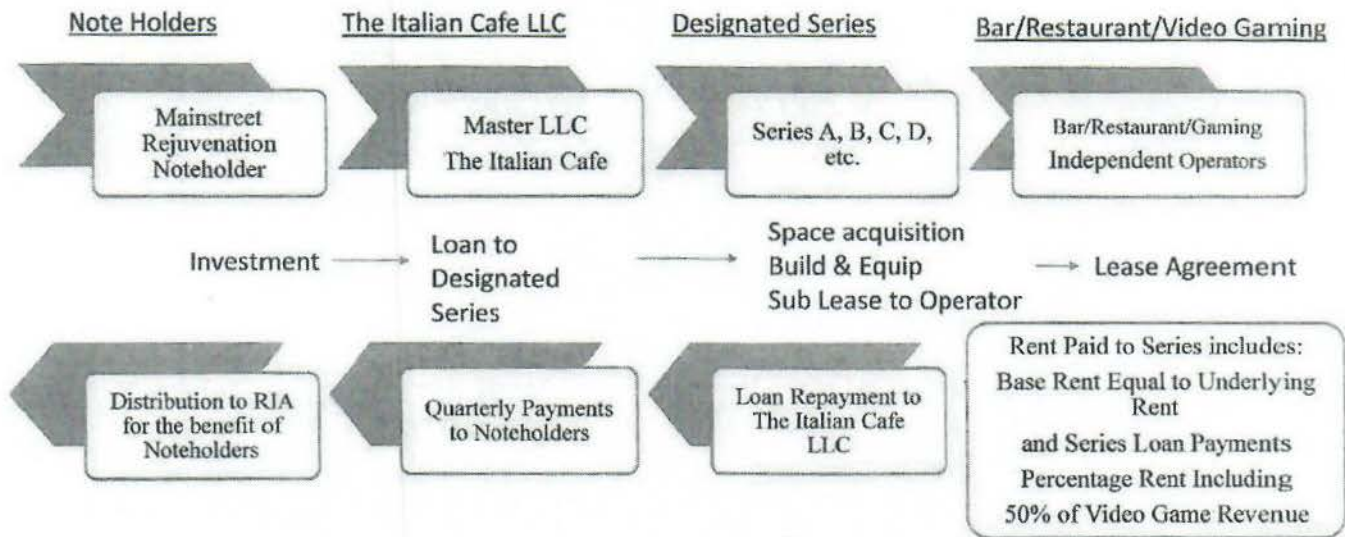 Note Holders
The Italian Cafe LLC
Designated Series
Bar/Restaurant/Video Gaming
Mainstreet
Rejuvenation
Noteholder
Master LLC
The Italian Cafe
Series A, B, C, D,
etc.
Bar/Restaurant/Gaming
Independent Operators
Investment
Loan to
Designated
Series
Space acquisition
Build & Equip
Sub Lease to Operator
Lease Agreement
Distribution to RIA
for the benefit of
Noteholders
Quarterly Payments
to Noteholders
Loan Repayment to
The Italian Cafe
LLC
Rent Paid to Series includes:
Base Rent Equal to Underlying
Rent
and Series Loan Payments
Percentage Rent Including
50% of Video Game Revenue